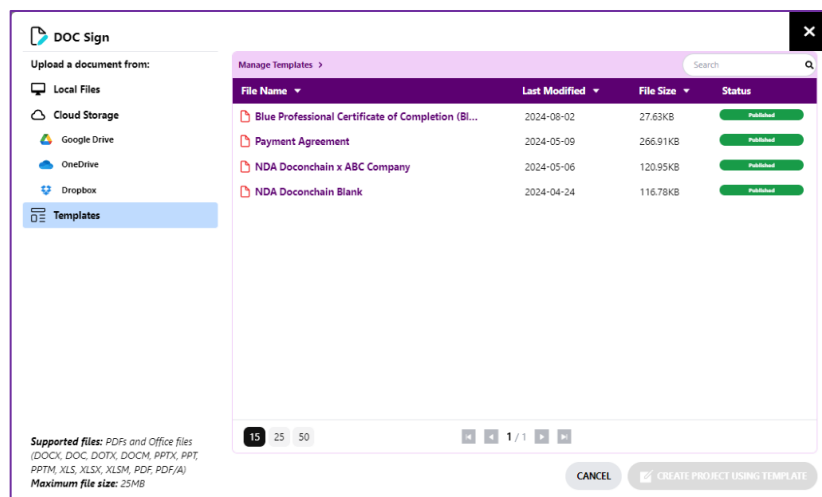 DOC Sign
Upload a document from:
Local Files
Cloud Storage
Google Drive
OneDrive
Dropbox
Templates
Supported files: PDFs and Office files
(DOCX, DOC, DOTX, DOCM, PPTX, PPT,
PPTM, XLS, XLSX, XLSM, PDF, PDF/A)
Maximum file size: 25MB
Manage Templates >
Search
File Name Last Modified File Size Status
Blue Professional Certificate of Completion (Bl... 2024-08-02 27.63KB Published
Payment Agreement 2024-05-09 266.91KB Published
NDA Doconchain x ABC Company 2024-05-06 120.95KB Published
NDA Doconchain Blank 2024-04-24 116.78KB Published
15 25 50 1 / 1
CANCEL CREATE PROJECT USING TEMPLATE